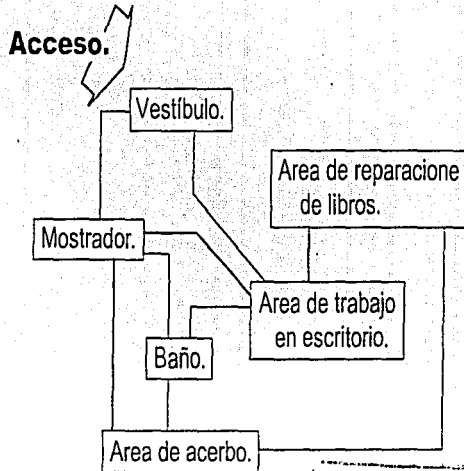 Acceso.
Vestíbulo.
Area de reparacione
de libros.
Mostrador.
Area de trabajo
en escritorio.
Baño.
Area de acerbo.